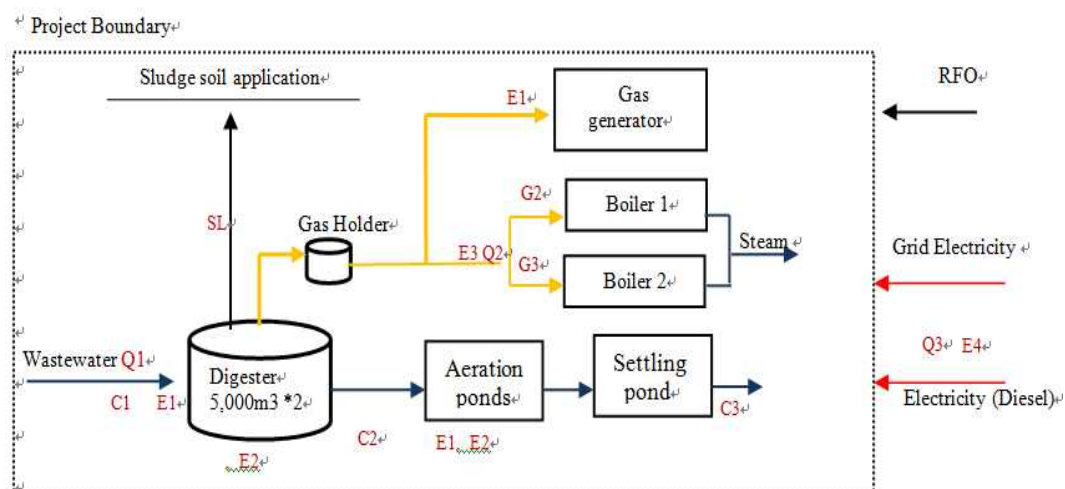 Project Boundary
Sludge soil application
RFO
E1
Gas
generator
G2
Boiler 1
SL
Gas Holder
E3 Q2
Steam
Grid Electricity
G3
Boiler 2
Wastewater Q1
C1 E1
Digester
5,000m3 *2
Aeration
ponds
Settling
pond
Q3 E4
Electricity (Diesel)
C2
E1, E2
C3
, E2